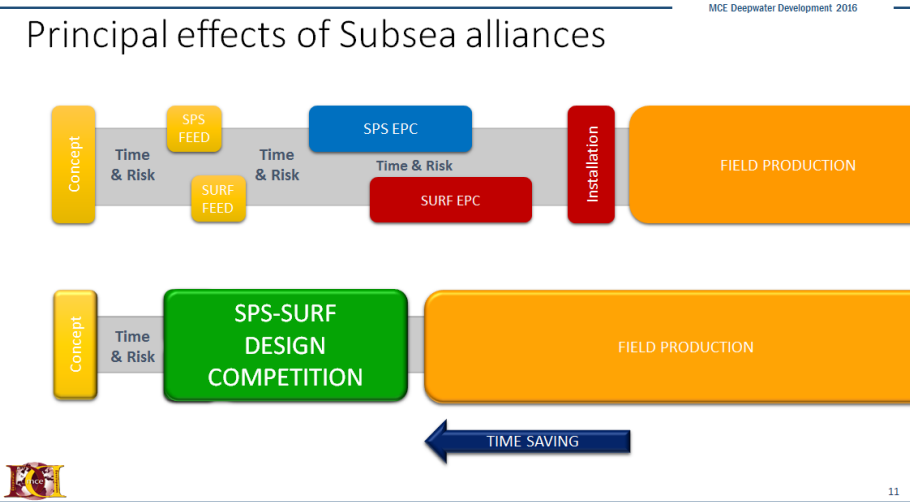 MCE Deepwater Development 2016
Principal effects of Subsea alliances
Concept
Time
& Risk
SPS
FEED
SURF
FEED
Time
& Risk
SPS EPC
Time & Risk
SURF EPC
Installation
FIELD PRODUCTION
Concept
Time
& Risk
SPS-SURF
DESIGN
COMPETITION
FIELD PRODUCTION
TIME SAVING
mce
11